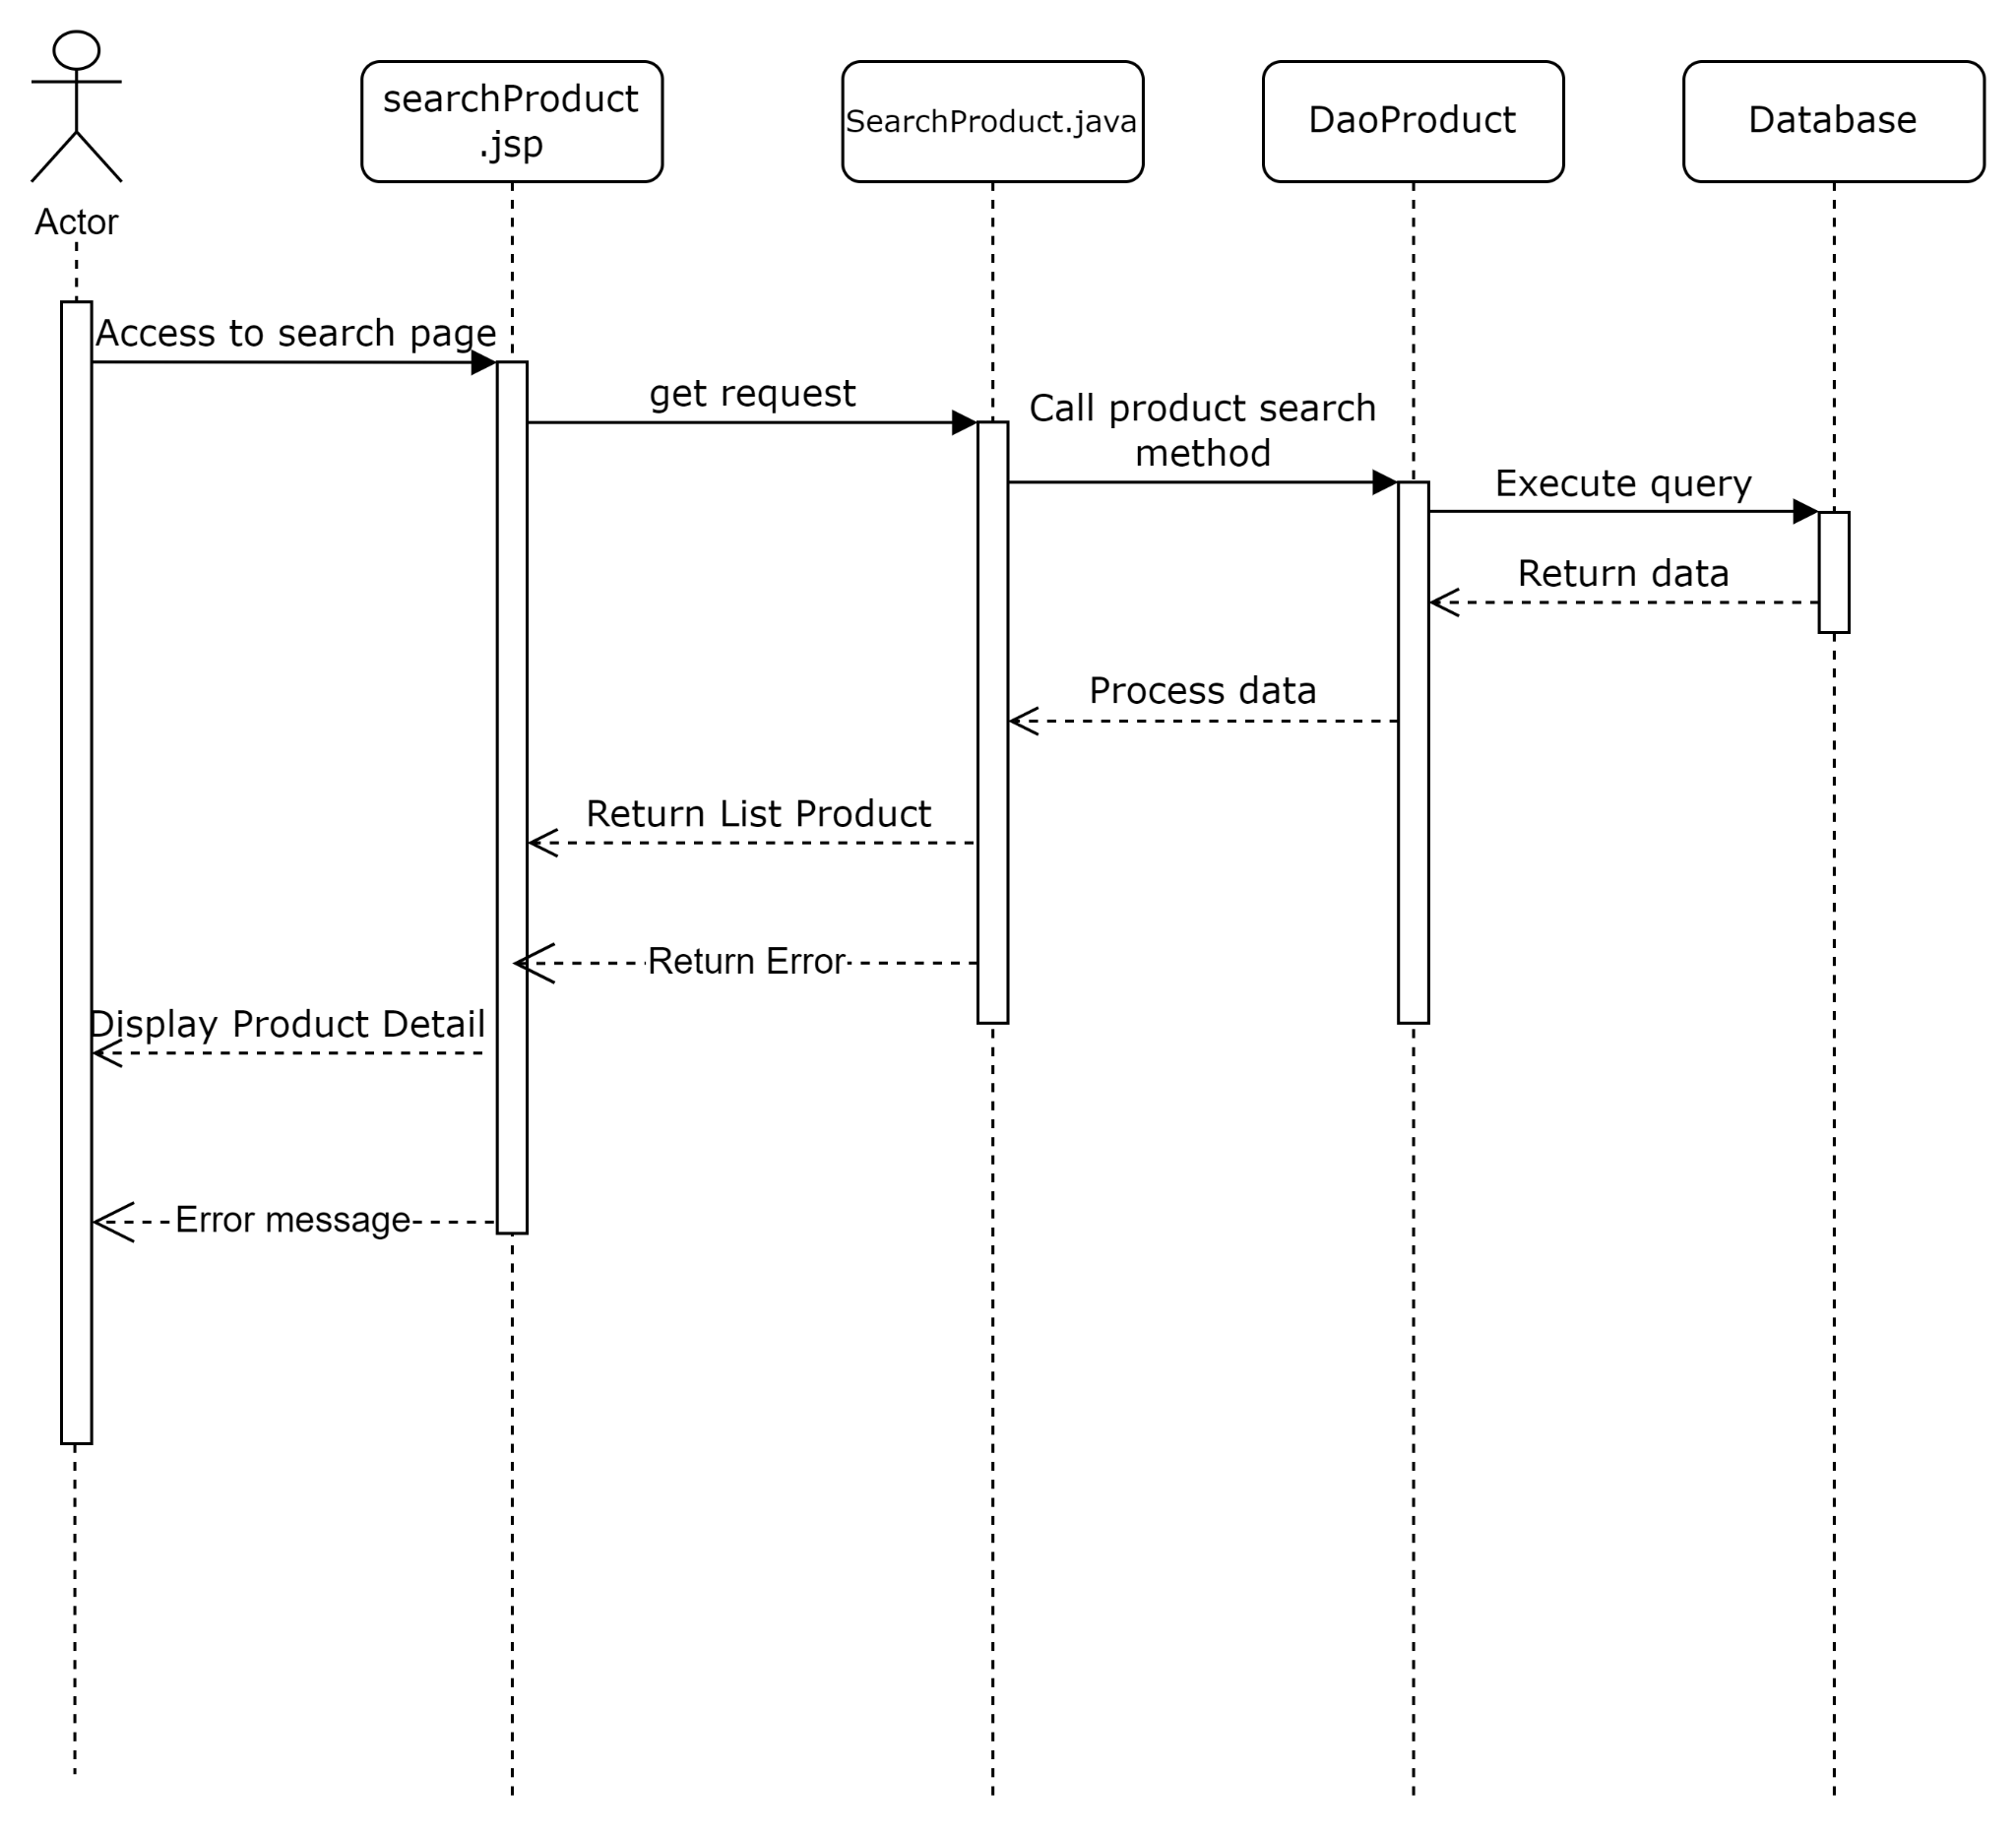 searchProduct
.jsp
SearchProduct.java
DaoProduct
Database
Actor
Access to search page
get request
Call product search
method
Execute query
Return data
Process data
Return List Product
Return Error
Display Product Detail
Error message